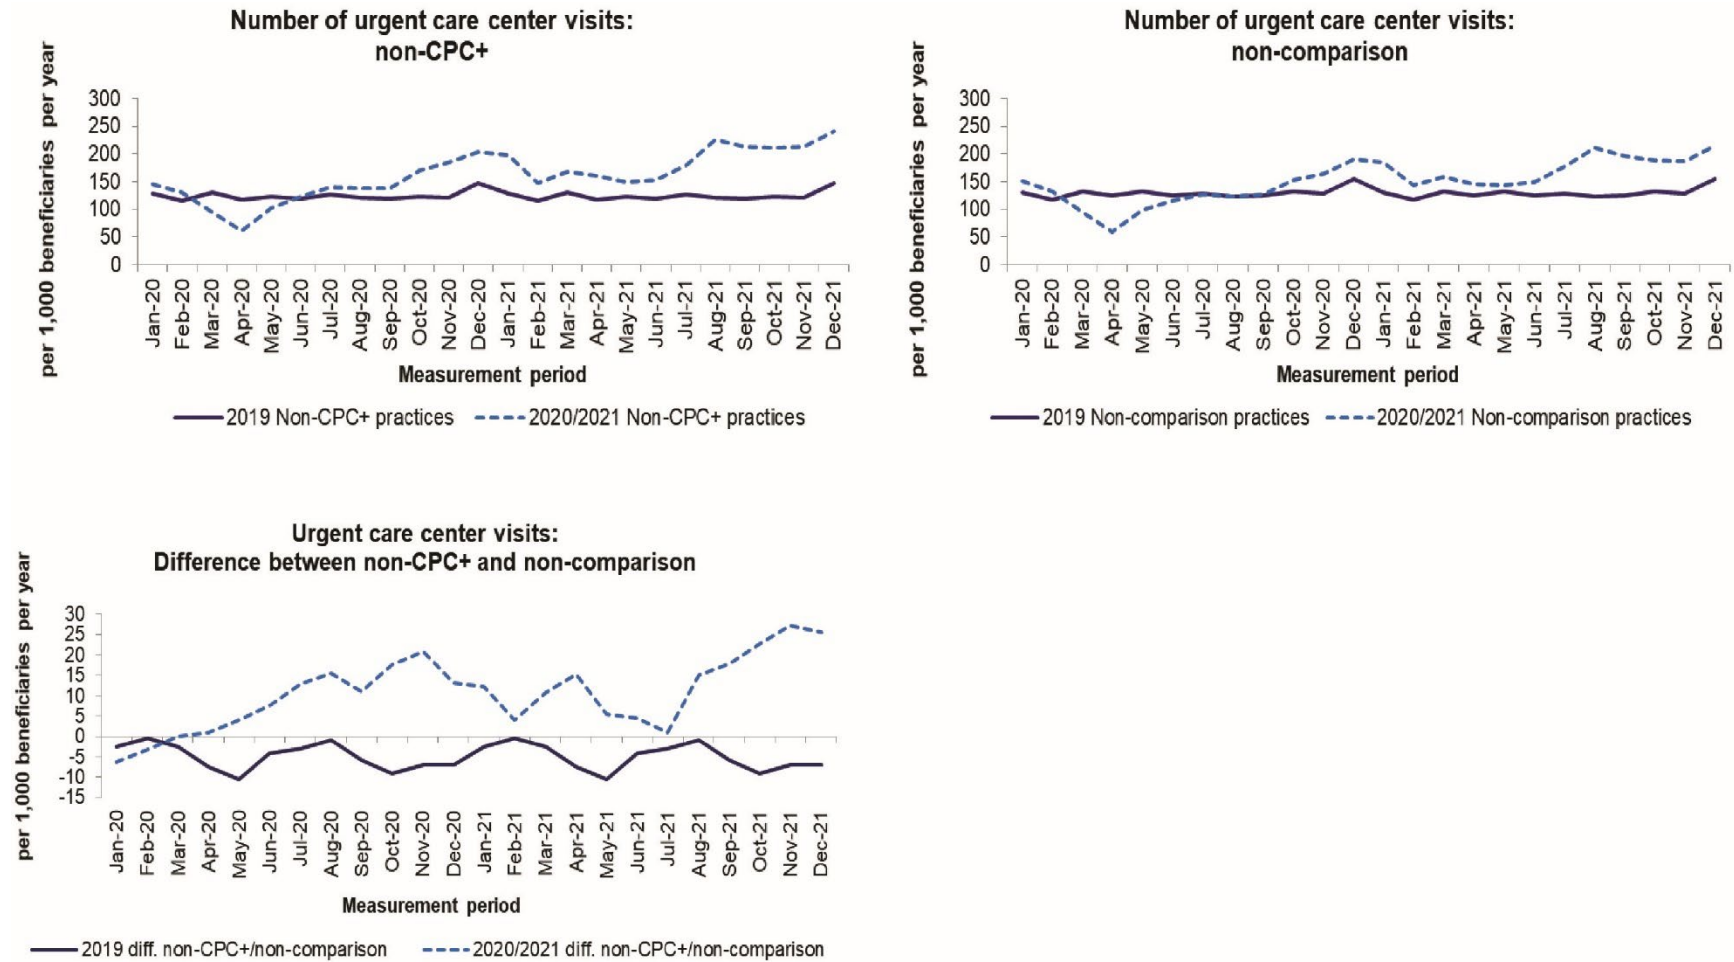 Number of urgent care center visits:
non-CPC+
per 1,000 beneficiaries per year
300
250
200
150
100
50
0
Jan-20
Feb-20
Mar-20
Apr-20
May-20
Jun-20
Jul-20
Aug-20
Sep-20
Oct-20
Nov-20
Dec-20
Jan-21
Feb-21
Mar-21
Apr-21
May-21
Jun-21
Jul-21
Aug-21
Sep-21
Oct-21
Nov-21
Dec-21
Measurement period
2019 Non-CPC+ practices
2020/2021 Non-CPC+ practices
Number of urgent care center visits:
non-comparison
per 1,000 beneficiaries per year
300
250
200
150
100
50
0
Jan-20
Feb-20
Mar-20
Apr-20
May-20
Jun-20
Jul-20
Aug-20
Sep-20
Oct-20
Nov-20
Dec-20
Jan-21
Feb-21
Mar-21
Apr-21
May-21
Jun-21
Jul-21
Aug-21
Sep-21
Oct-21
Nov-21
Dec-21
Measurement period
2019 Non-comparison practices
2020/2021 Non-comparison practices
Urgent care center visits:
Difference between non-CPC+ and non-comparison
per 1,000 beneficiaries per year
30
25
20
15
10
5
0
-5
-10
-15
Jan-20
Feb-20
Mar-20
Apr-20
May-20
Jun-20
Jul-20
Aug-20
Sep-20
Oct-20
Nov-20
Dec-20
Jan-21
Feb-21
Mar-21
Apr-21
May-21
Jun-21
Jul-21
Aug-21
Sep-21
Oct-21
Nov-21
Dec-21
Measurement period
2019 diff. non-CPC+/non-comparison
2020/2021 diff. non-CPC+/non-comparison